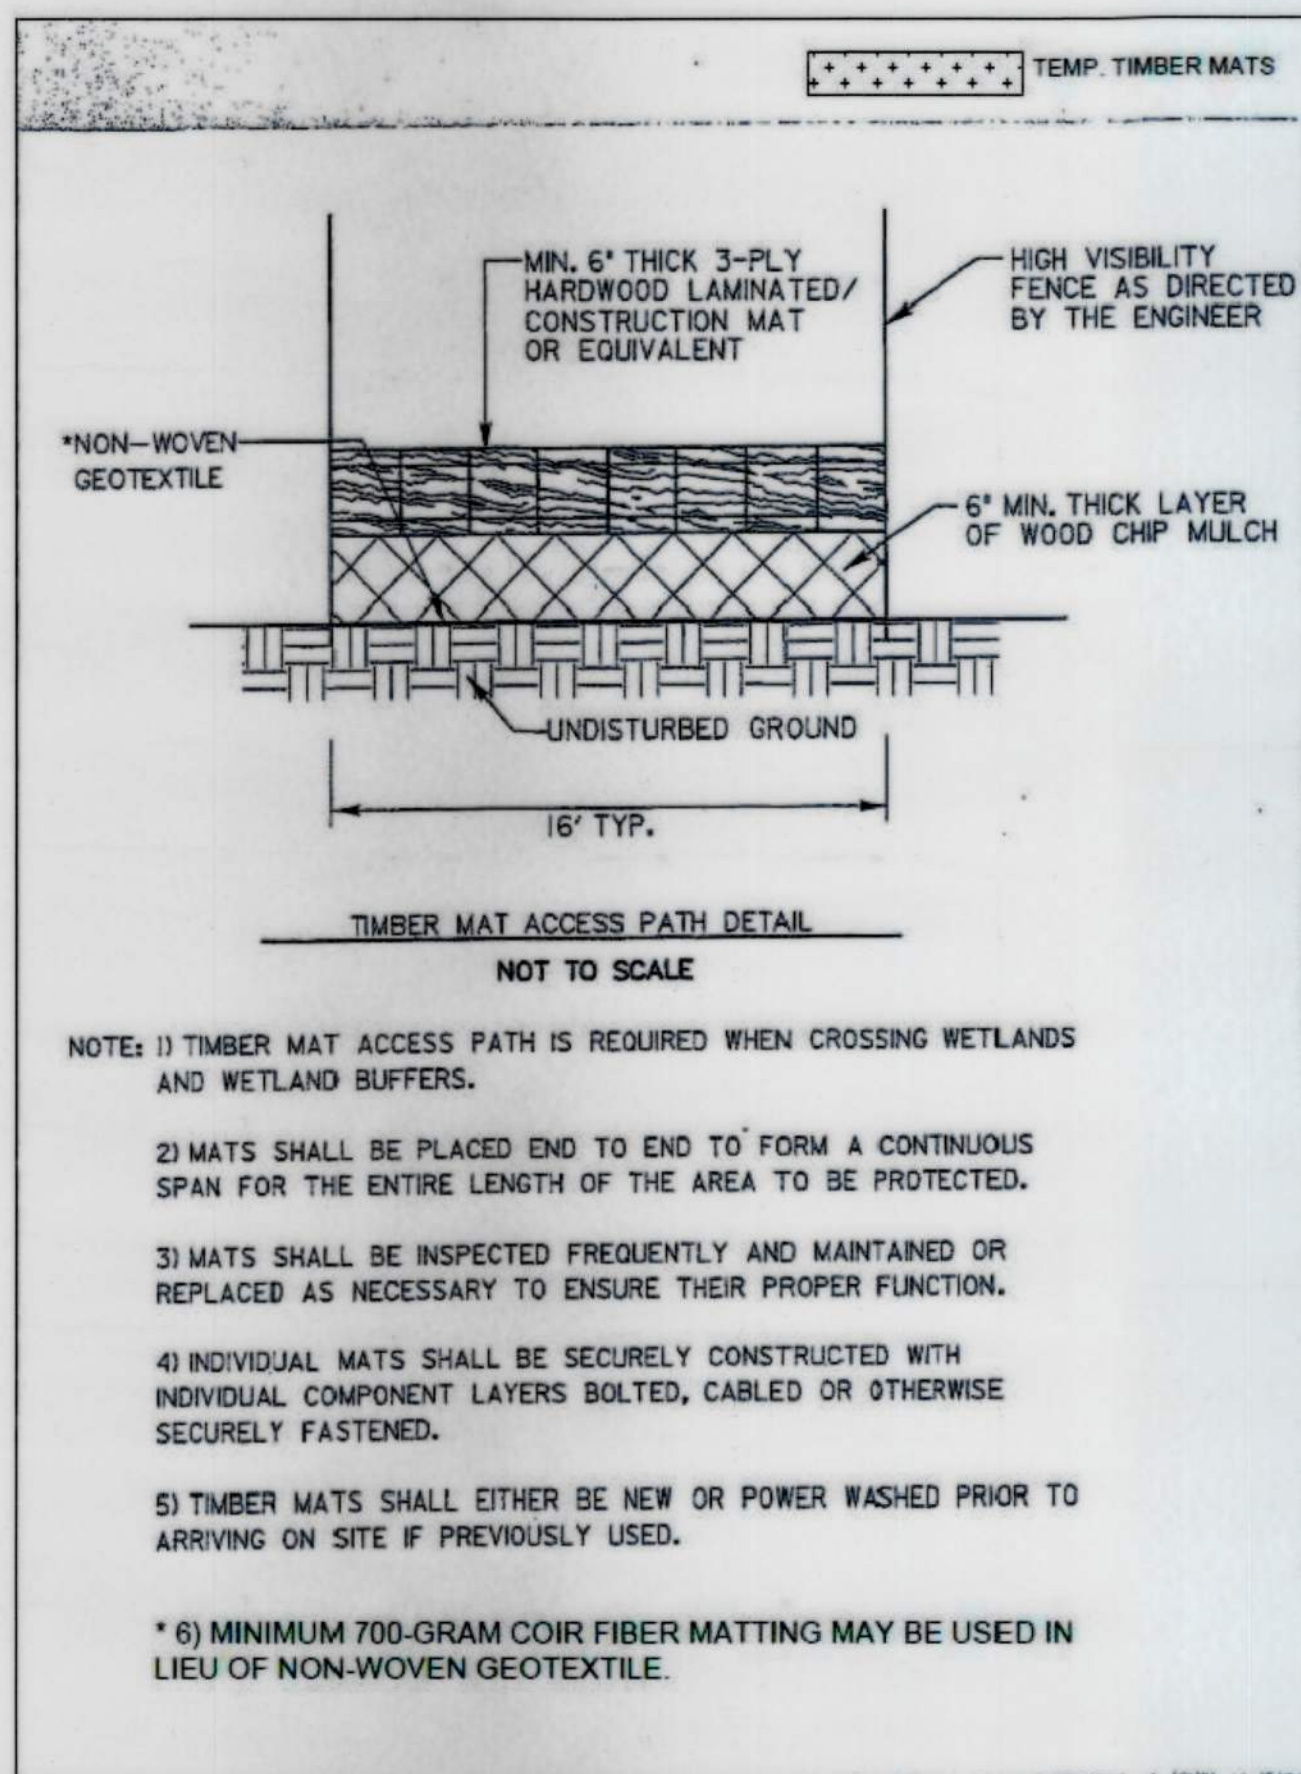 TEMP. TIMBER MATS
MIN. 6" THICK 3-PLY
HARDWOOD LAMINATED/
CONSTRUCTION MAT
OR EQUIVALENT
HIGH VISIBILITY
FENCE AS DIRECTED
BY THE ENGINEER
*NON-WOVEN
GEOTEXTILE
6" MIN. THICK LAYER
OF WOOD CHIP MULCH
UNDISTURBED GROUND
16' TYP.
TIMBER MAT ACCESS PATH DETAIL
NOT TO SCALE
NOTE: 1) TIMBER MAT ACCESS PATH IS REQUIRED WHEN CROSSING WETLANDS
AND WETLAND BUFFERS.
2) MATS SHALL BE PLACED END TO END TO FORM A CONTINUOUS
SPAN FOR THE ENTIRE LENGTH OF THE AREA TO BE PROTECTED.
3) MATS SHALL BE INSPECTED FREQUENTLY AND MAINTAINED OR
REPLACED AS NECESSARY TO ENSURE THEIR PROPER FUNCTION.
4) INDIVIDUAL MATS SHALL BE SECURELY CONSTRUCTED WITH
INDIVIDUAL COMPONENT LAYERS BOLTED, CABLED OR OTHERWISE
SECURELY FASTENED.
5) TIMBER MATS SHALL EITHER BE NEW OR POWER WASHED PRIOR TO
ARRIVING ON SITE IF PREVIOUSLY USED.
* 6) MINIMUM 700-GRAM COIR FIBER MATTING MAY BE USED IN
LIEU OF NON-WOVEN GEOTEXTILE.